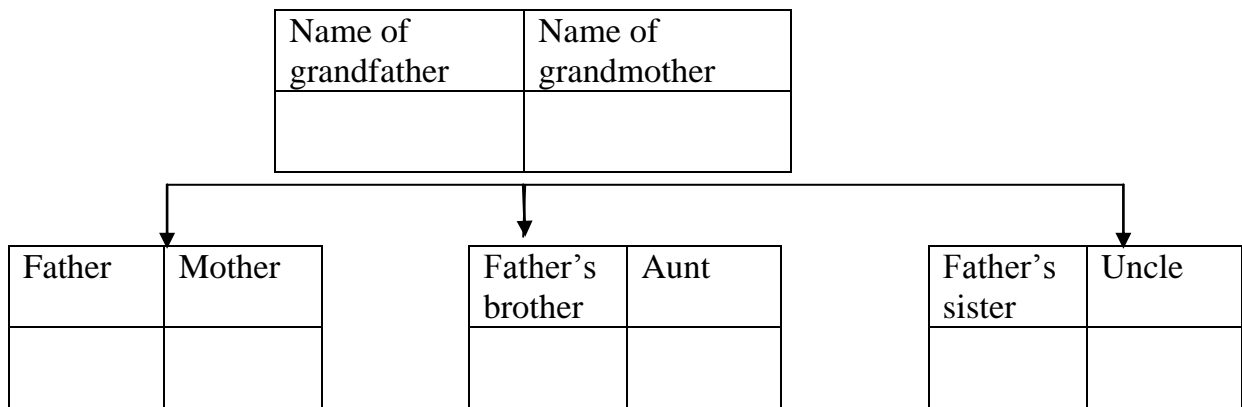 Name of grandfather
Name of grandmother
Father
Mother
Father’s brother
Aunt
Father’s sister
Uncle